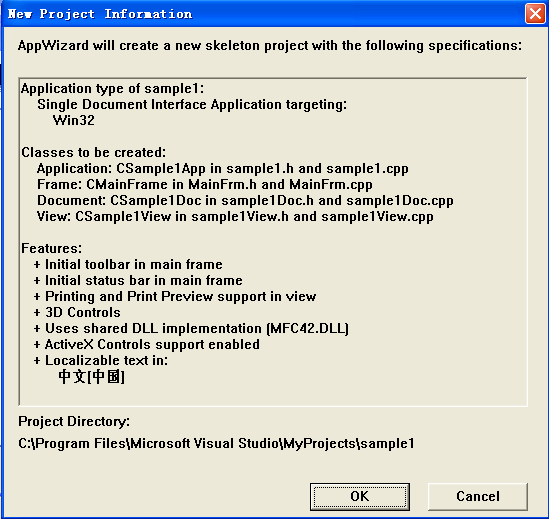 New Project Information
AppWizard will create a new skeleton project with the following specifications:
Application type of sample1:
Single Document Interface Application targeting:
Win32
Classes to be created:
Application: CSample1App in sample1.h and sample1.cpp
Frame: CMainFrame in MainFrm.h and MainFrm.cpp
Document: CSample1Doc in sample1Doc.h and sample1Doc.cpp
View: CSample1View in sample1View.h and sample1View.cpp
Features:
+ Initial toolbar in main frame
+ Initial status bar in main frame
+ Printing and Print Preview support in view
+ 3D Controls
+ Uses shared DLL implementation (MFC42.DLL)
+ ActiveX Controls support enabled
+ Localizable text in:
中文[中国]
Project Directory:
C:\Program Files\Microsoft Visual Studio\MyProjects\sample1
OK
Cancel